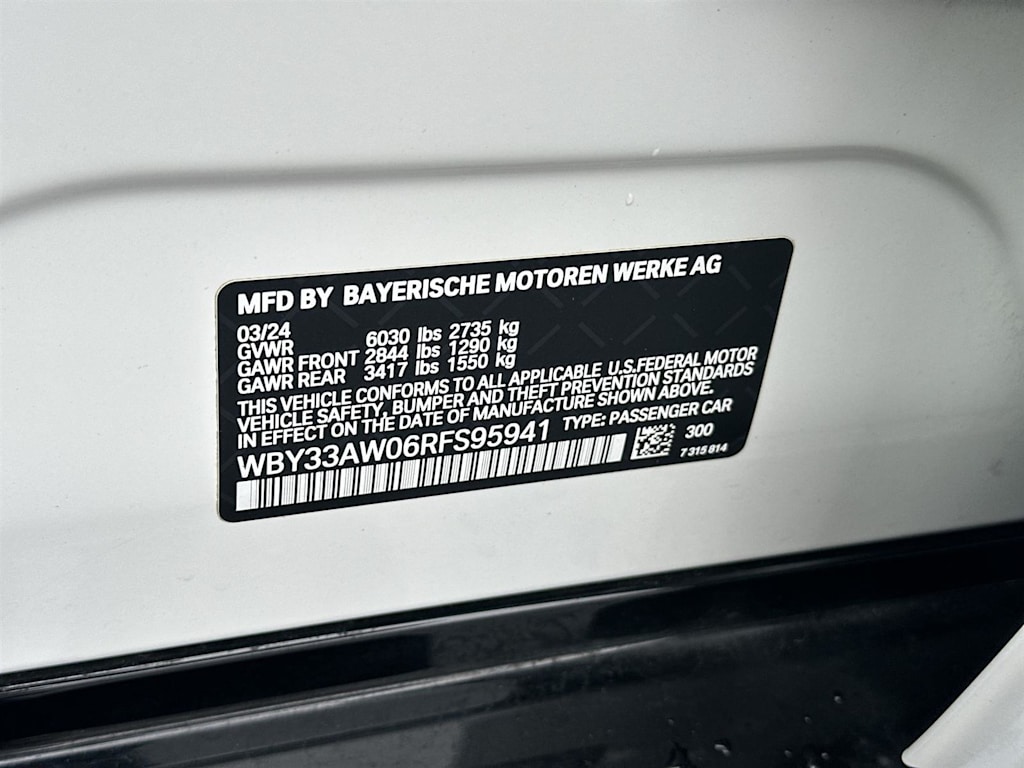 MFD BY BAYERISCHE MOTOREN WERKE AG
03/24
GVWR 6030 lbs 2735 kg
GAWR FRONT 2844 lbs 1290 kg
GAWR REAR 3417 lbs 1550 kg
THIS VEHICLE CONFORMS TO ALL APPLICABLE U.S.FEDERAL MOTOR
VEHICLE SAFETY, BUMPER AND THEFT PREVENTION STANDARDS
IN EFFECT ON THE DATE OF MANUFACTURE SHOWN ABOVE.
WBY33AW06RFS95941 TYPE: PASSENGER CAR
300
7 315 814